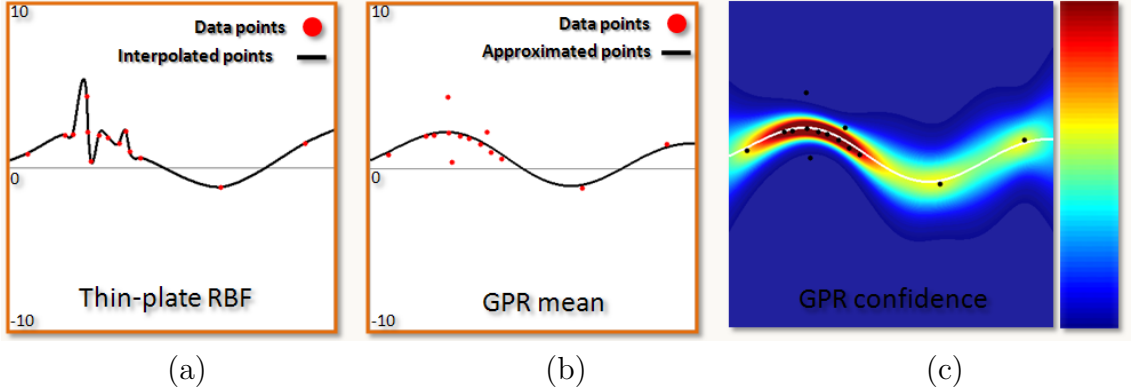 10
Data points
Interpolated points
0
-10
Thin-plate RBF
(a)
10
Data points
Approximated points
0
-10
GPR mean
(b)
GPR confidence
(c)